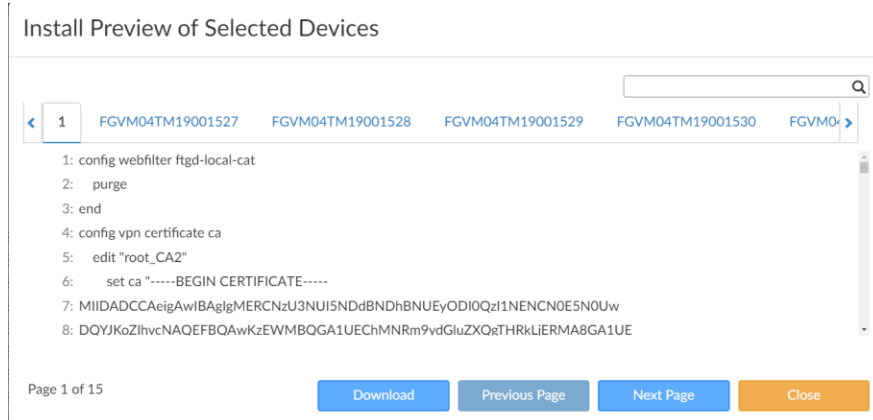 Install Preview of Selected Devices
1 FGVM04TM19001527 FGVM04TM19001528 FGVM04TM19001529 FGVM04TM19001530 FGVM04
1: config webfilter ftgd-local-cat
2: purge
3: end
4: config vpn certificate ca
5: edit "root_CA2"
6: set ca "-----BEGIN CERTIFICATE-----
7: MIIDADCCAeigAwIBAgIgMERCNzU3NUI5NDdBNDhBNUEyODI0QzI1NENCN0E5N0Uw
8: DQYJKoZIhvcNAQEFBQAwKzEWMBQGA1UEChMNRm9ydGluZXQgTHRkLjERMA8GA1UE
Page 1 of 15
Download Previous Page Next Page Close